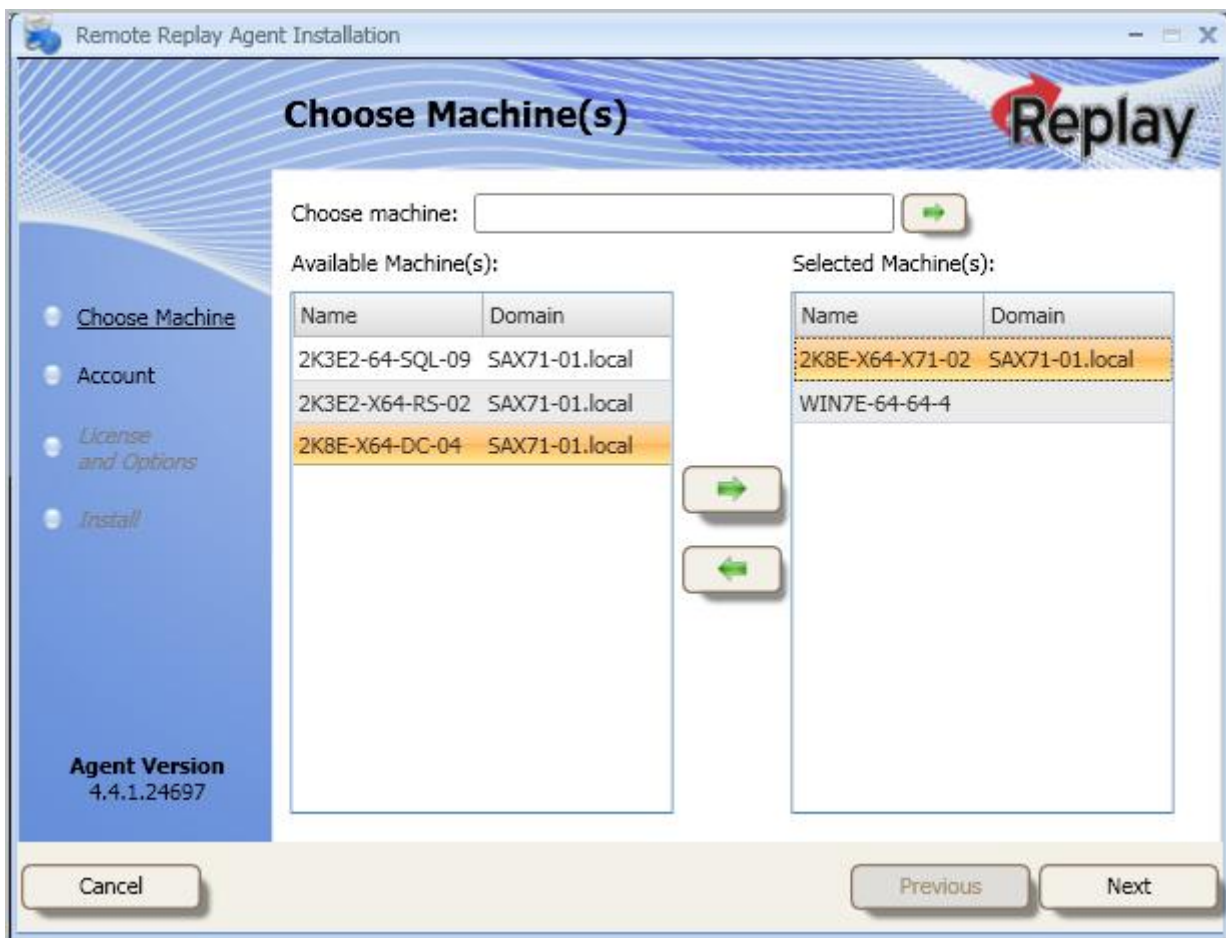 Remote Replay Agent Installation
Choose Machine(s)
Replay
Choose machine:
Available Machine(s):
Selected Machine(s):
Name Domain
2K3E2-64-SQL-09 SAX71-01.local
2K3E2-X64-RS-02 SAX71-01.local
2K8E-X64-DC-04 SAX71-01.local
Name Domain
2K8E-X64-X71-02 SAX71-01.local
WIN7E-64-64-4
Choose Machine
Account
License
and Options
Install
Agent Version
4.4.1.24697
Cancel
Previous
Next